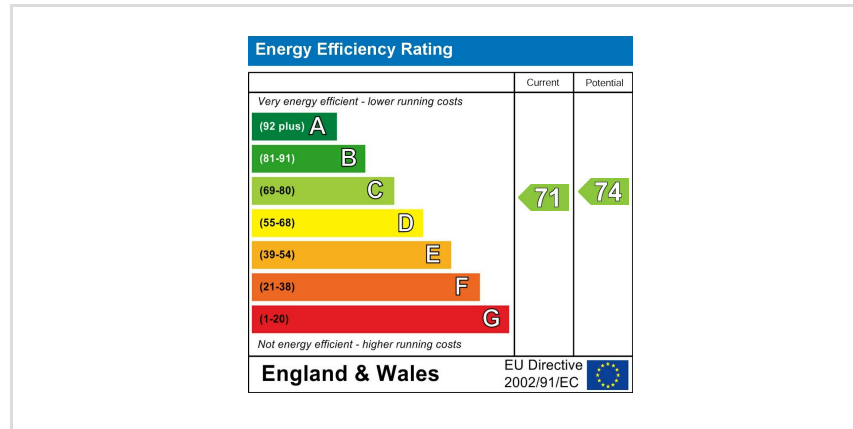 Energy Efficiency Rating
Current Potential
Very energy efficient - lower running costs
(92 plus) A
(81-91) B
(69-80) C
71 74
(55-68) D
(39-54) E
(21-38) F
(1-20) G
Not energy efficient - higher running costs
England & Wales
EU Directive
2002/91/EC